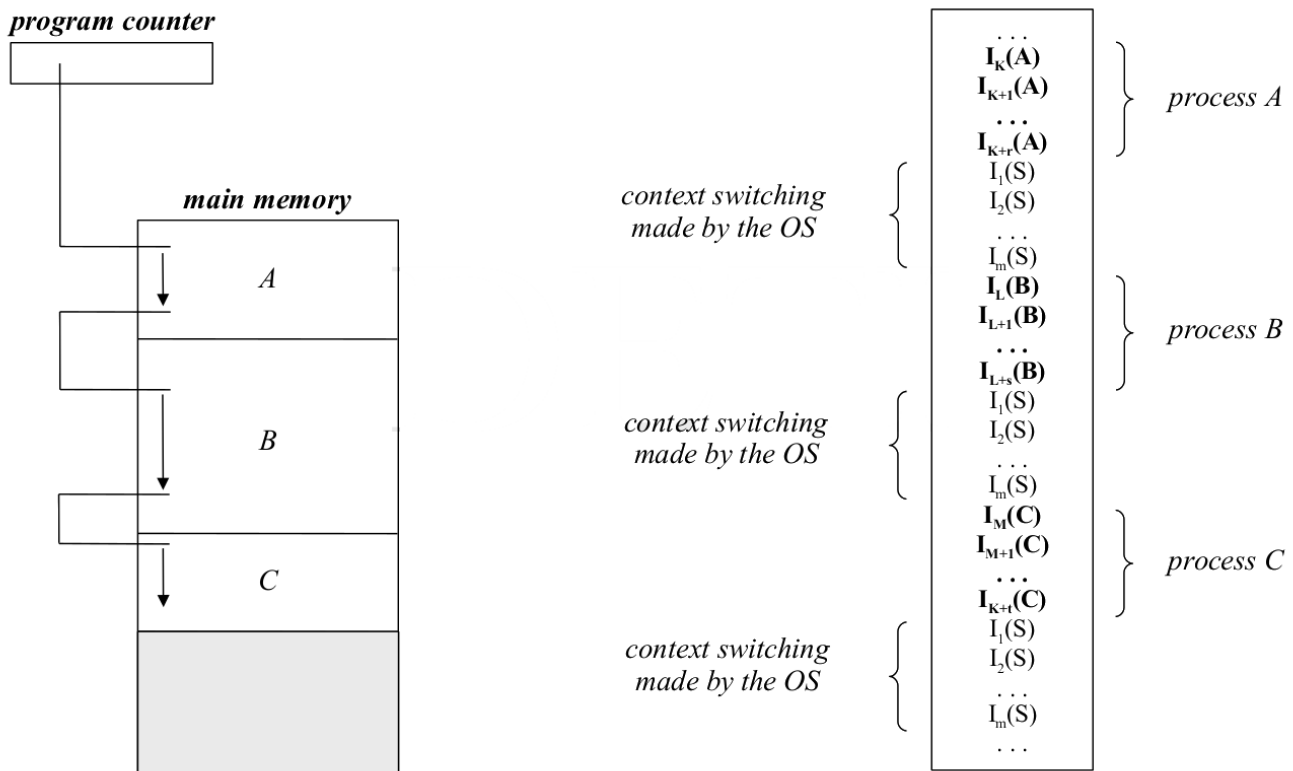 program counter
main memory
A
B
C
. . .
I_K(A)
I_K+1(A)
. . .
I_K+r(A)
process A
context switching
made by the OS
I_1(S)
I_2(S)
. . .
I_m(S)
I_L(B)
I_L+1(B)
. . .
I_L+s(B)
process B
context switching
made by the OS
I_1(S)
I_2(S)
. . .
I_m(S)
I_M(C)
I_M+1(C)
. . .
I_K+t(C)
process C
context switching
made by the OS
I_1(S)
I_2(S)
. . .
I_m(S)
. . .